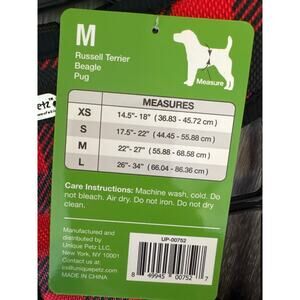 M
Russell Terrier
Beagle
Pug
Measure
MEASURES
XS 14.5"- 18" ( 36.83 - 45.72 cm )
S 17.5"- 22" ( 44.45 - 55.88 cm )
M 22"- 27" ( 55.88 - 68.58 cm )
L 26"- 34" ( 66.04 - 86.36 cm )
Care Instructions: Machine wash, cold. Do
not bleach. Air dry. Do not iron. Do not dry
clean.
Manufactured and
distributed by
Unique Petz LLC,
New York, NY 10001
Contact us at
cs@uniquepetz.com
MADE IN CHINA
UP-00752
8 49945 00752 7